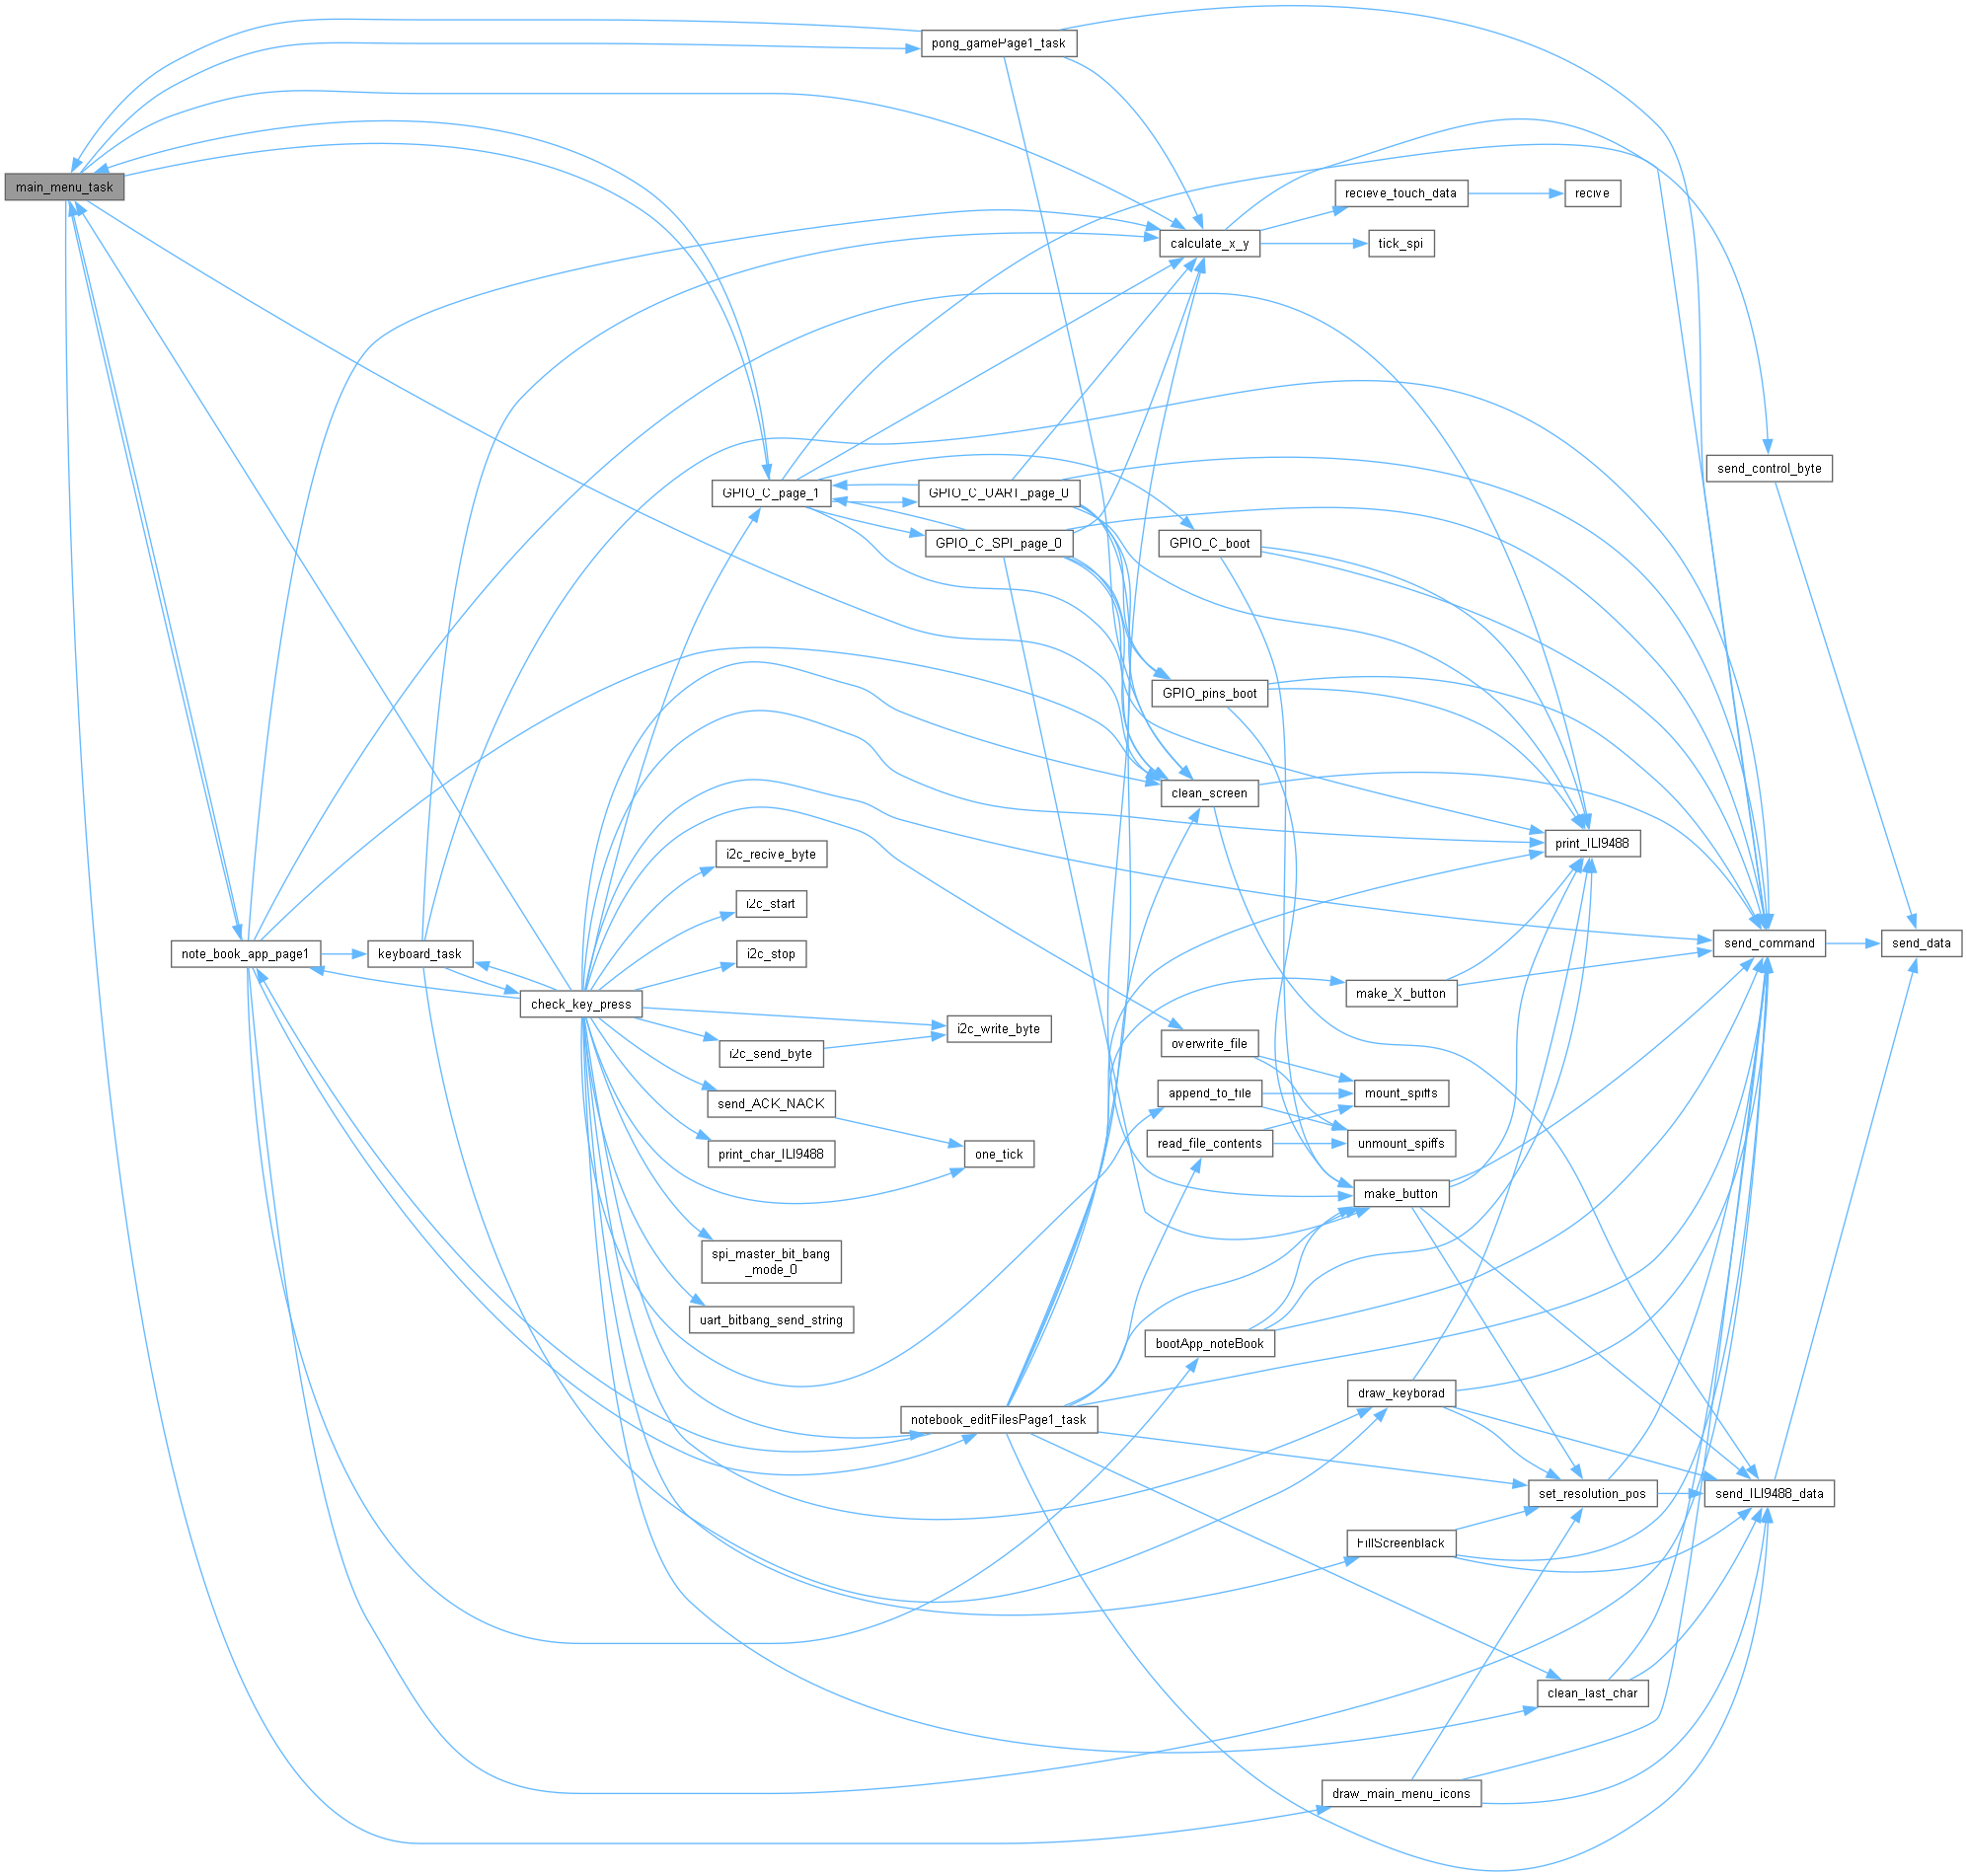 pong_gamePage1_task
main_menu_task
recieve_touch_data
recive
calculate_x_y
tick_spi
send_control_byte
GPIO_C_page_1
GPIO_C_UART_page_0
GPIO_C_SPI_page_0
GPIO_C_boot
GPIO_pins_boot
clean_screen
print_ILI9488
i2c_recive_byte
i2c_start
note_book_app_page1
keyboard_task
i2c_stop
send_command
send_data
check_key_press
make_X_button
i2c_write_byte
i2c_send_byte
overwrite_file
append_to_file
mount_spiffs
send_ACK_NACK
read_file_contents
unmount_spiffs
print_char_ILI9488
one_tick
make_button
spi_master_bit_bang
_mode_0
uart_bitbang_send_string
bootApp_noteBook
draw_keyborad
notebook_editFilesPage1_task
set_resolution_pos
send_ILI9488_data
FillScreenblack
clean_last_char
draw_main_menu_icons